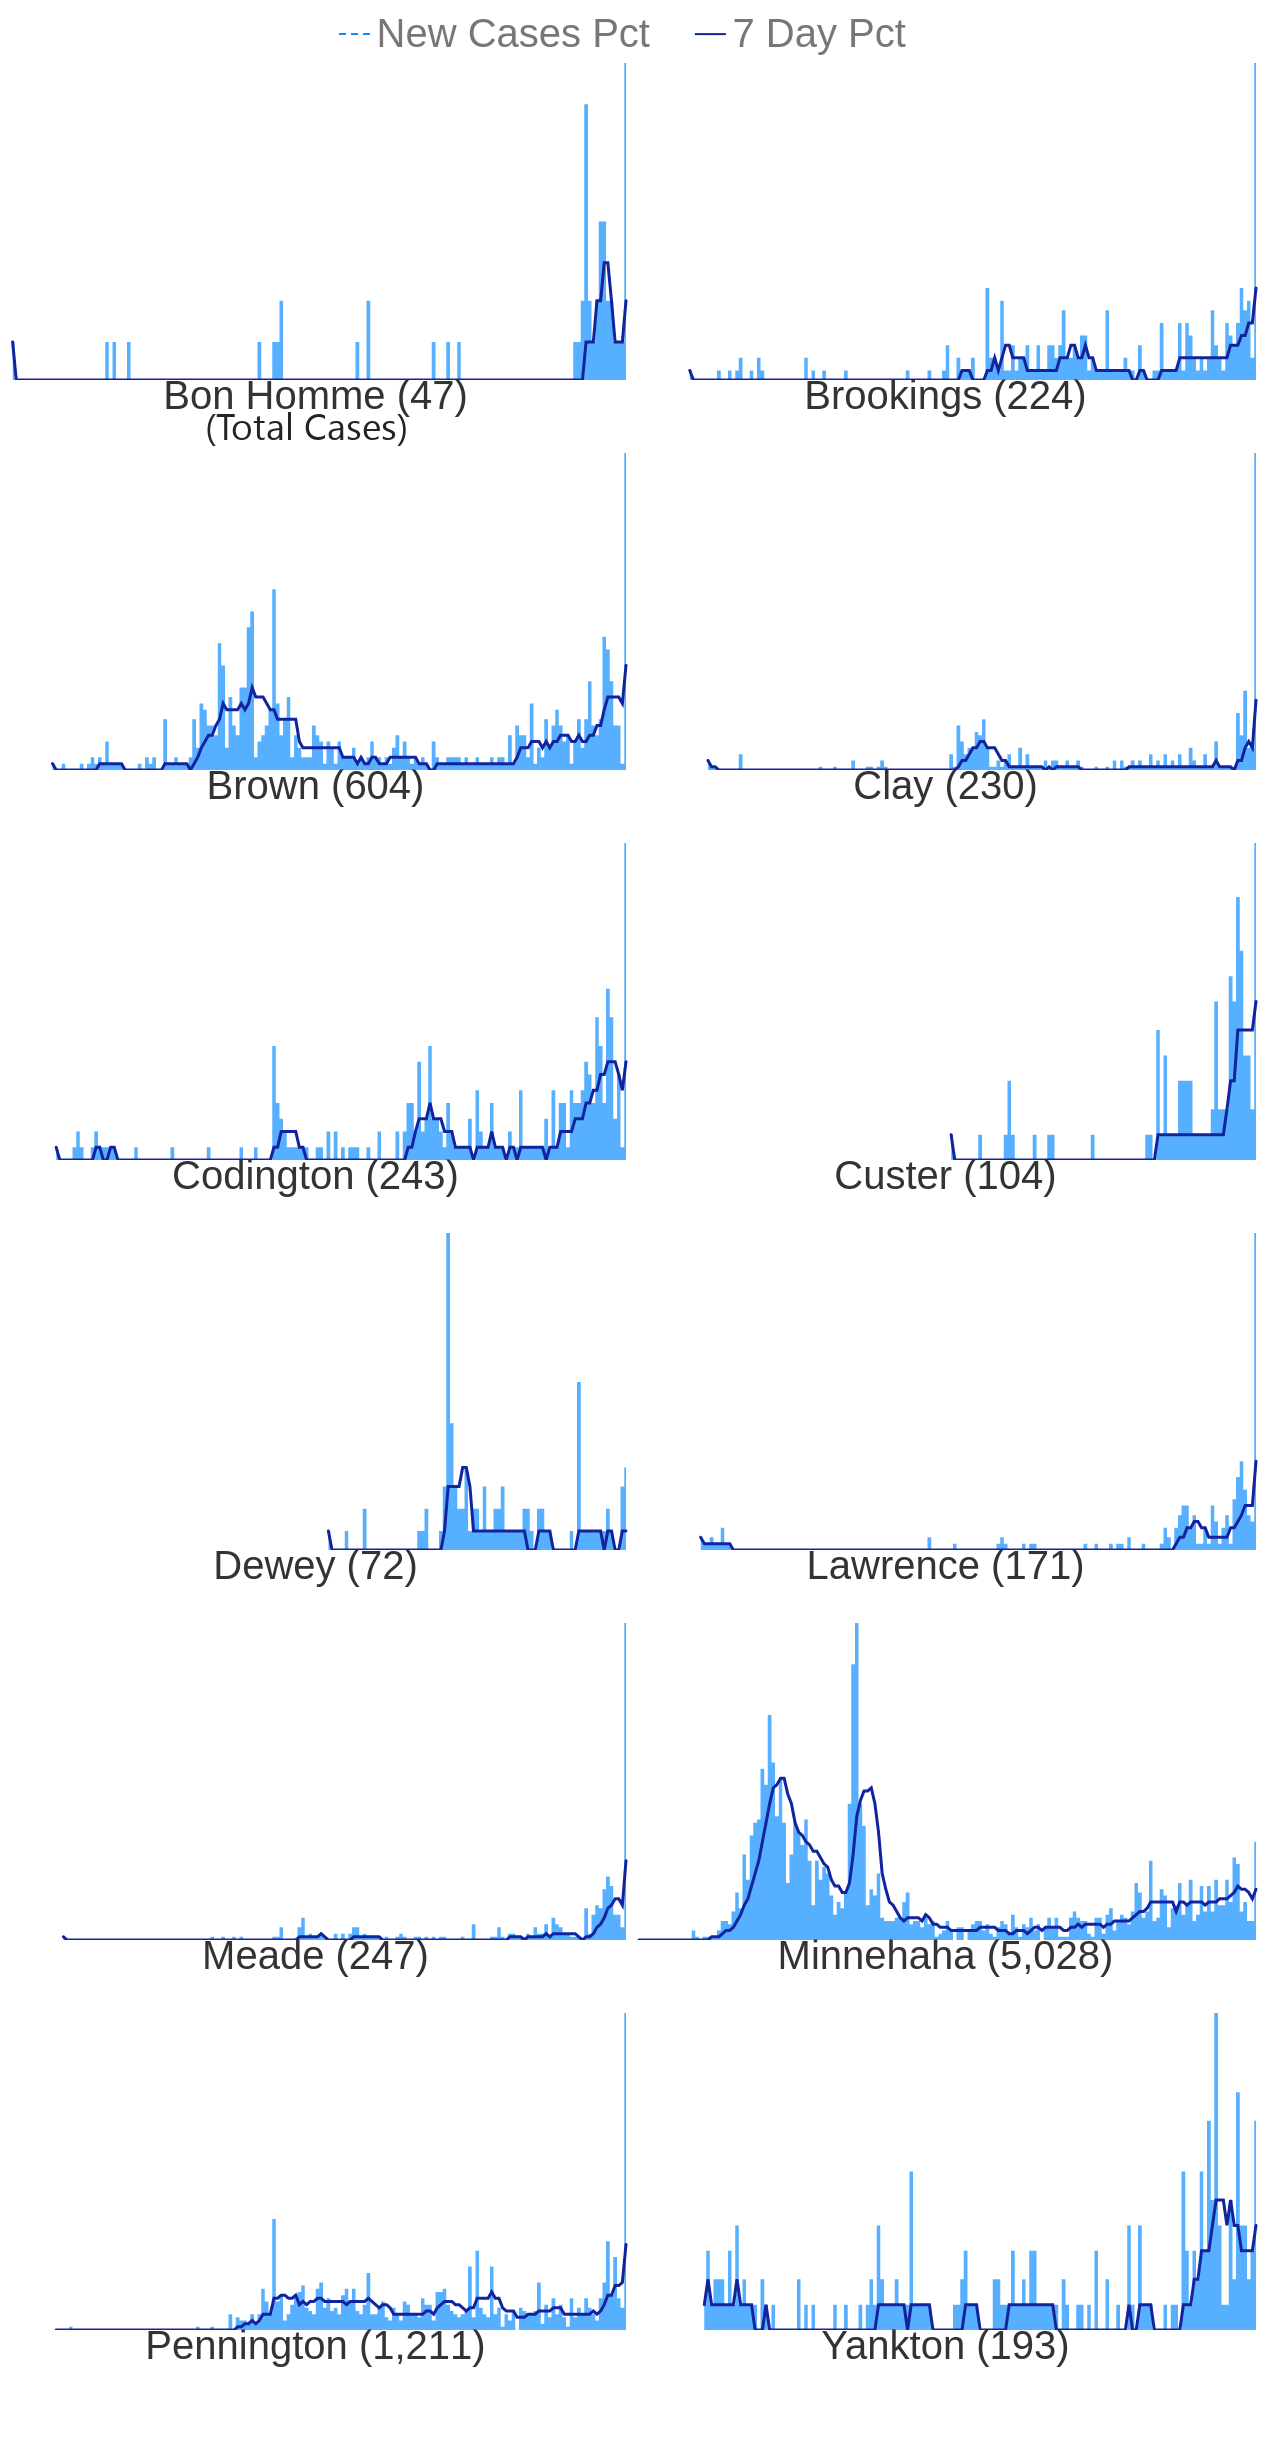 New Cases Pct 7 Day Pct
Bon Homme (47) Brookings (224)
(Total Cases)
Brown (604) Clay (230)
Codington (243) Custer (104)
Dewey (72) Lawrence (171)
Meade (247) Minnehaha (5,028)
Pennington (1,211) Yankton (193)